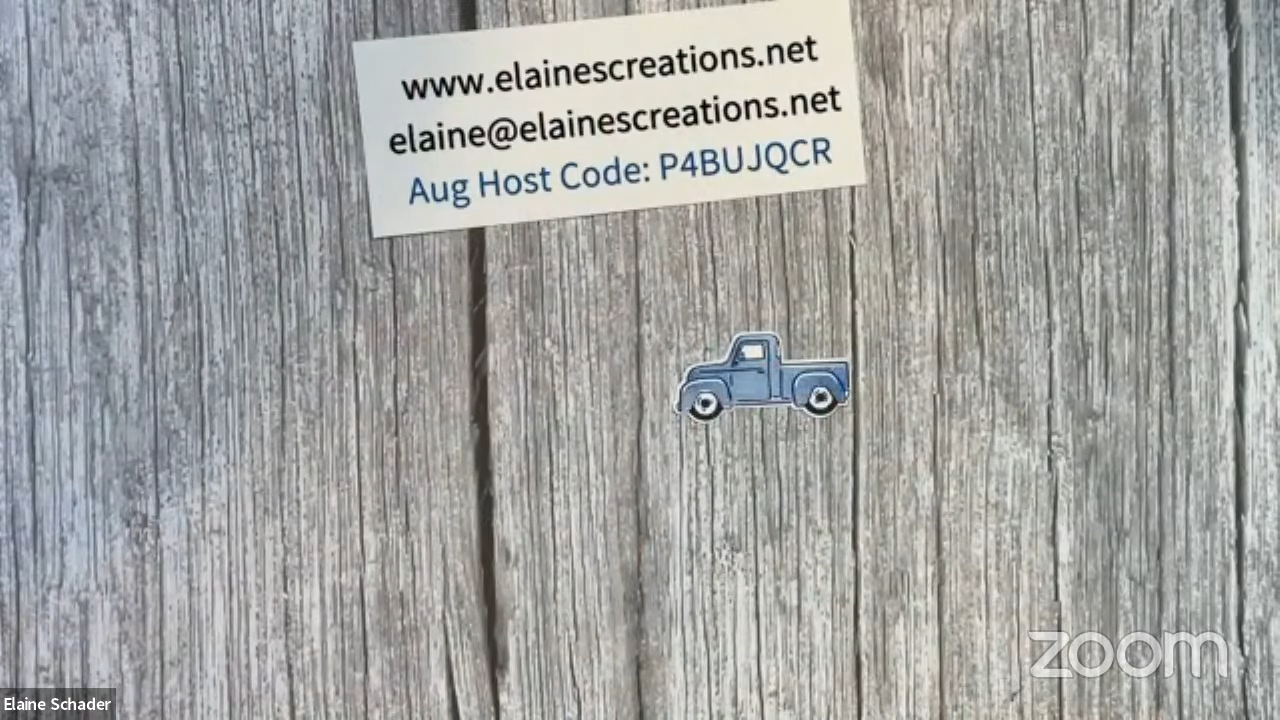 www.elainescreations.net
elaine@elainescreations.net
Aug Host Code: P4BUJQCR
zoom
Elaine Schader